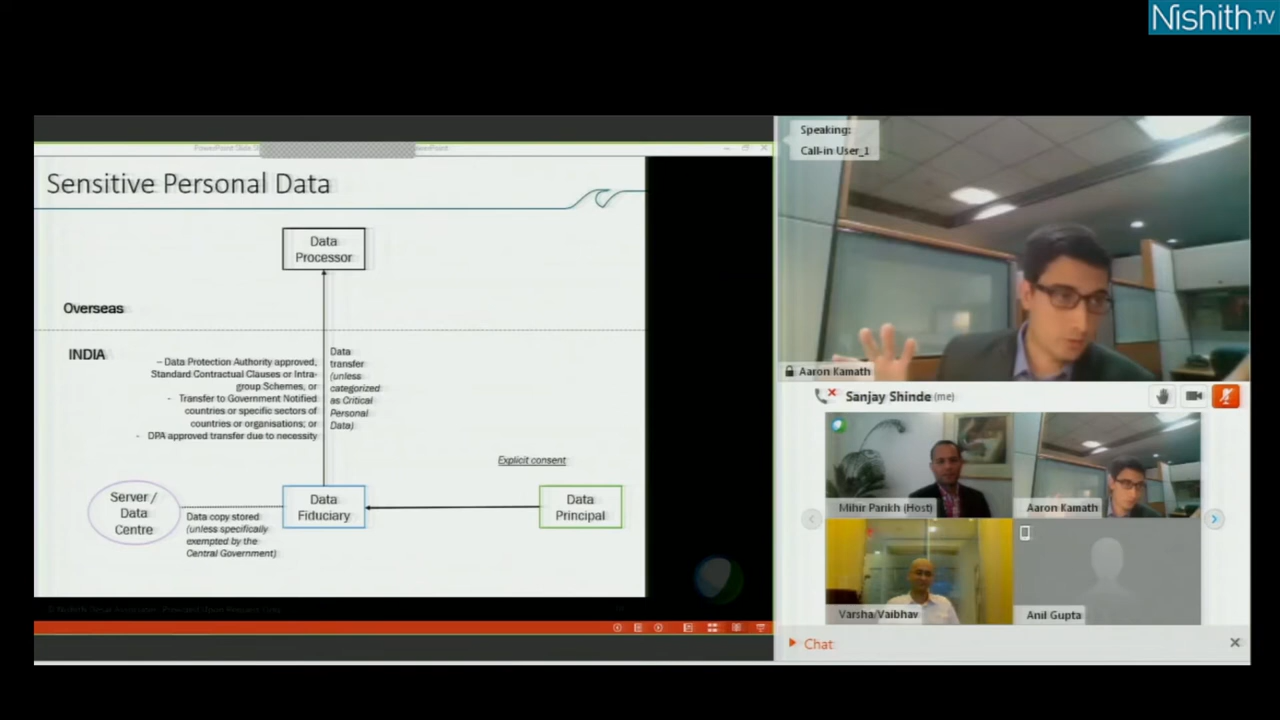 Nishith.TV
Sensitive Personal Data
Data
Processor
Overseas
INDIA
– Data Protection Authority approved,
Standard Contractual Clauses or Intra-
group Schemes, or
- Transfer to Government Notified
countries or specific sectors of
countries or organisations; or
- DPA approved transfer due to necessity
Data
transfer
(unless
categorized
as Critical
Personal
Data)
Explicit consent
Server /
Data
Centre
Data copy stored
(unless specifically
exempted by the
Central Government)
Data
Fiduciary
Data
Principal
Speaking:
Call-in User_1
Aaron Kamath
Sanjay Shinde (me)
Mihir Parikh (Host)
Aaron Kamath
Varsha/Vaibhav
Anil Gupta
Chat